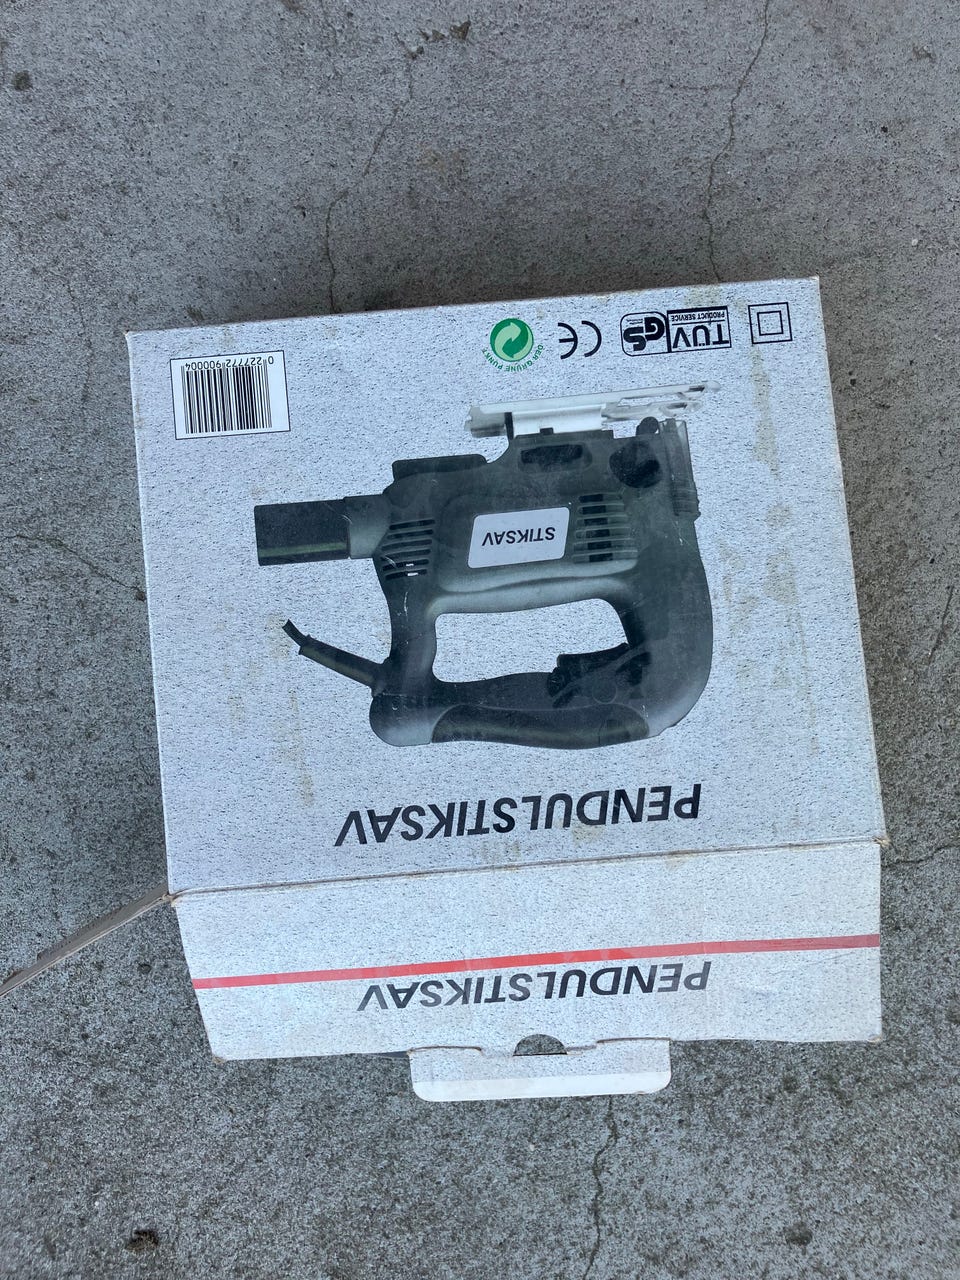 PENDULSTIKSAV
PENDULSTIKSAV
STIKSAV
0 227772 900004
DER GRÜNE PUNKT
CE
GS
TÜV
PRODUCT SERVICE